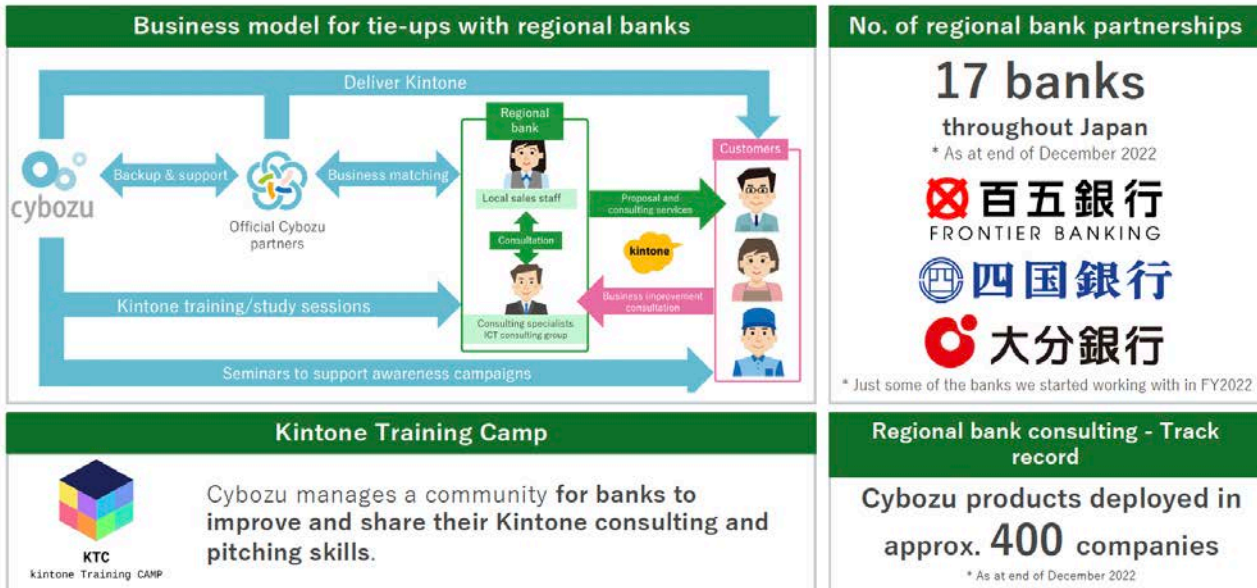 Business model for tie-ups with regional banks
Deliver Kintone
Regional
bank
Customers
cybozu
Backup & support
Official Cybozu
partners
Business matching
Local sales staff
Proposal and
consulting services
Consultation
kintone
Business improvement
consultation
Kintone training/study sessions
Consulting specialists
ICT consulting group
Seminars to support awareness campaigns
No. of regional bank partnerships
17 banks
throughout Japan
* As at end of December 2022
百五銀行
FRONTIER BANKING
四 四国銀行
大分銀行
* Just some of the banks we started working with in FY2022
Kintone Training Camp
KTC
kintone Training CAMP
Cybozu manages a community for banks to
improve and share their Kintone consulting and
pitching skills.
Regional bank consulting - Track
record
Cybozu products deployed in
approx. 400 companies
* As at end of December 2022